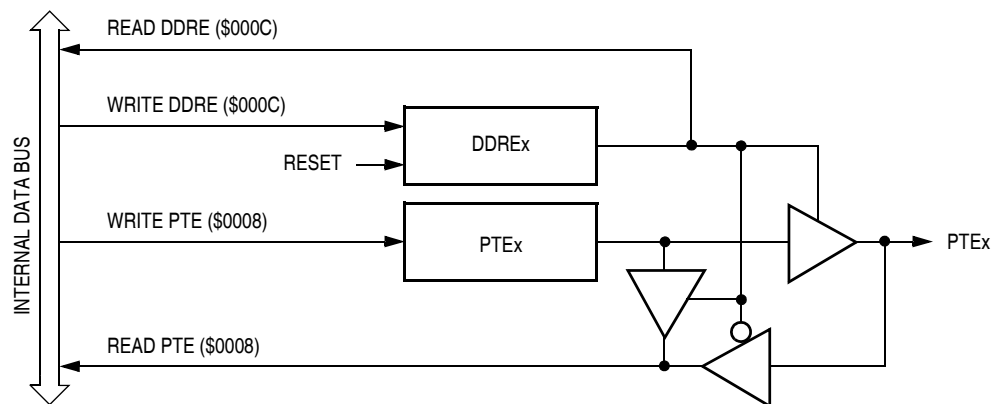 READ DDRE ($000C)
WRITE DDRE ($000C)
DDREx
RESET
INTERNAL DATA BUS
WRITE PTE ($0008)
PTEx
PTEx
READ PTE ($0008)